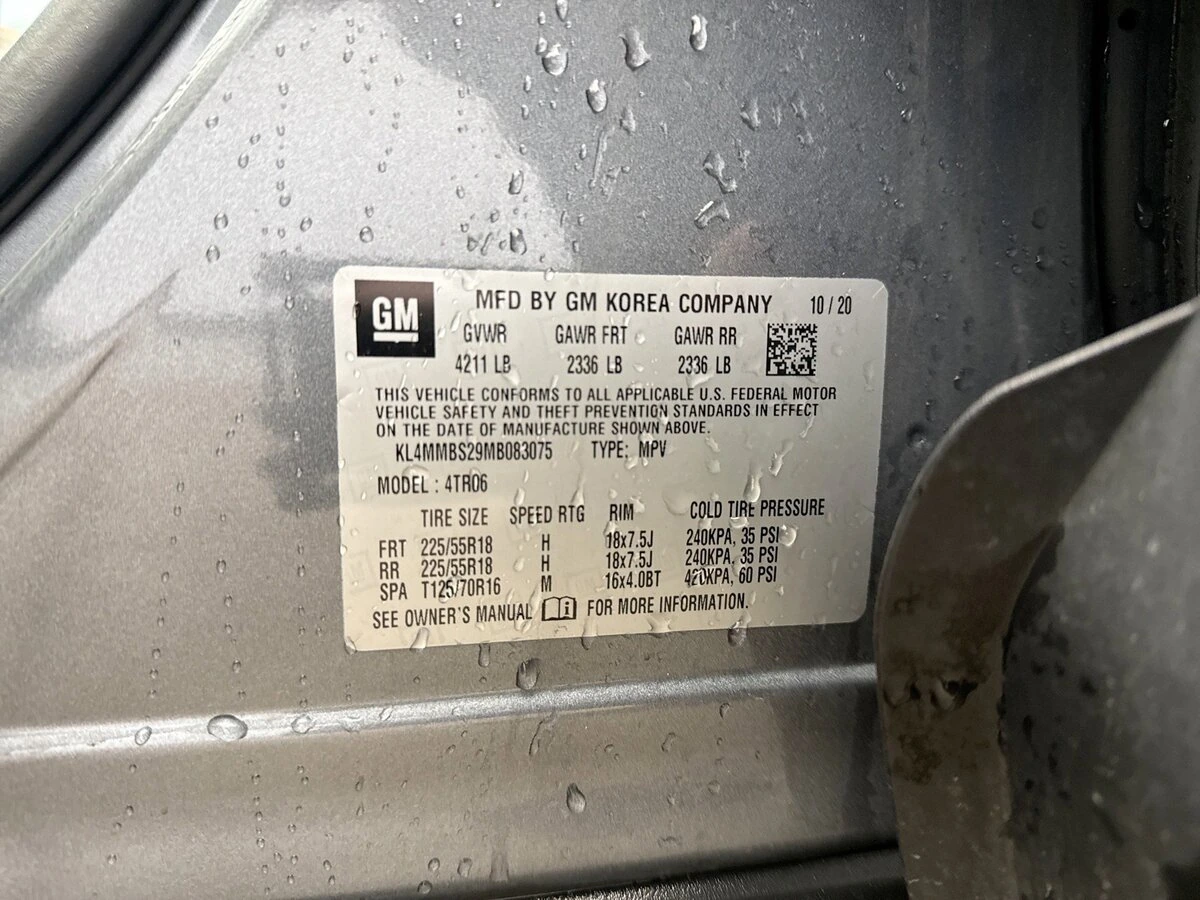 GM
MFD BY GM KOREA COMPANY 10 / 20
GVWR GAWR FRT GAWR RR
4211 LB 2336 LB 2336 LB
THIS VEHICLE CONFORMS TO ALL APPLICABLE U.S. FEDERAL MOTOR
VEHICLE SAFETY AND THEFT PREVENTION STANDARDS IN EFFECT
ON THE DATE OF MANUFACTURE SHOWN ABOVE.
KL4MMBS29MB083075 TYPE: MPV
MODEL : 4TR06
TIRE SIZE SPEED RTG RIM COLD TIRE PRESSURE
FRT 225/55R18 H 18x7.5J 240KPA, 35 PSI
RR 225/55R18 H 18x7.5J 240KPA, 35 PSI
SPA T125/70R16 M 16x4.0BT 420KPA, 60 PSI
SEE OWNER'S MANUAL FOR MORE INFORMATION.